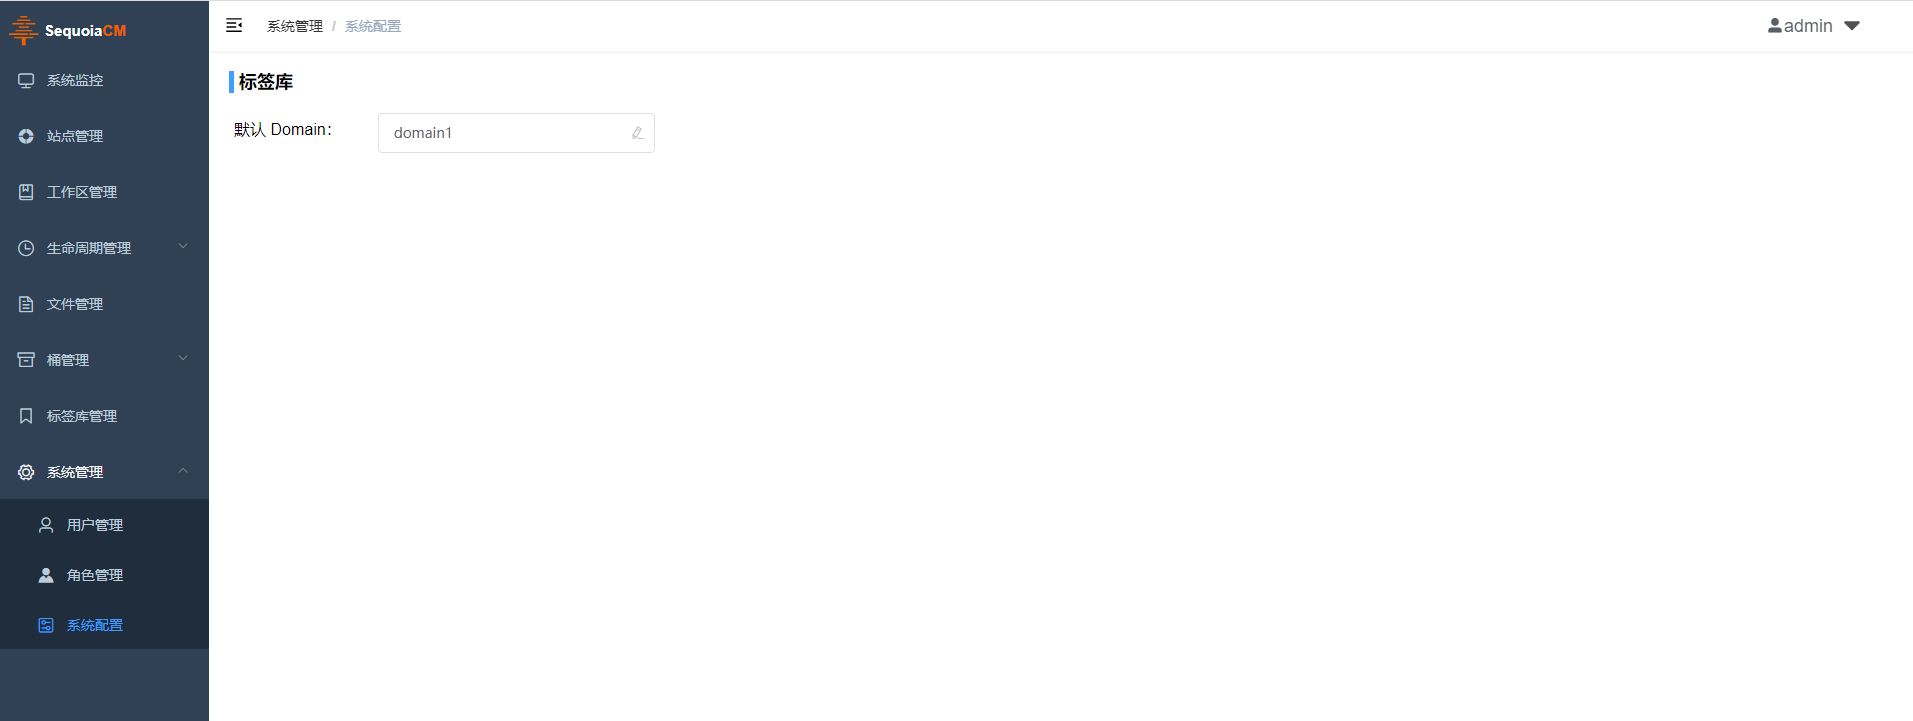 SequoiaCM
系统监控
站点管理
工作区管理
生命周期管理
文件管理
桶管理
标签库管理
系统管理
用户管理
角色管理
系统配置
系统管理 / 系统配置
admin
标签库
默认 Domain：
domain1